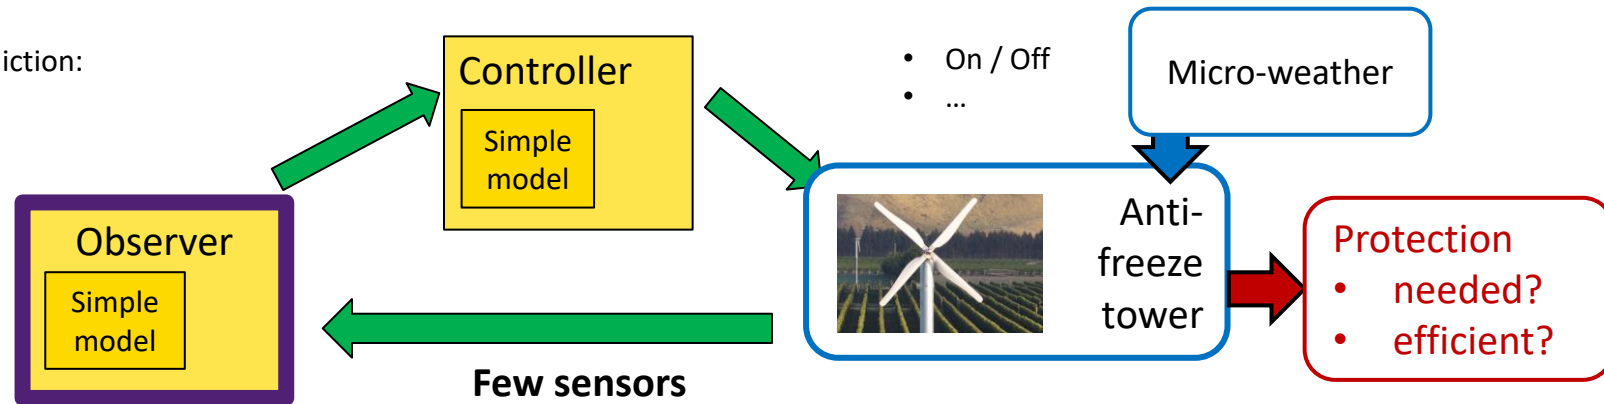 iction:
Controller
Simple
model
• On / Off
• ...
Micro-weather
Observer
Simple
model
Few sensors
Anti-
freeze
tower
Protection
• needed?
• efficient?